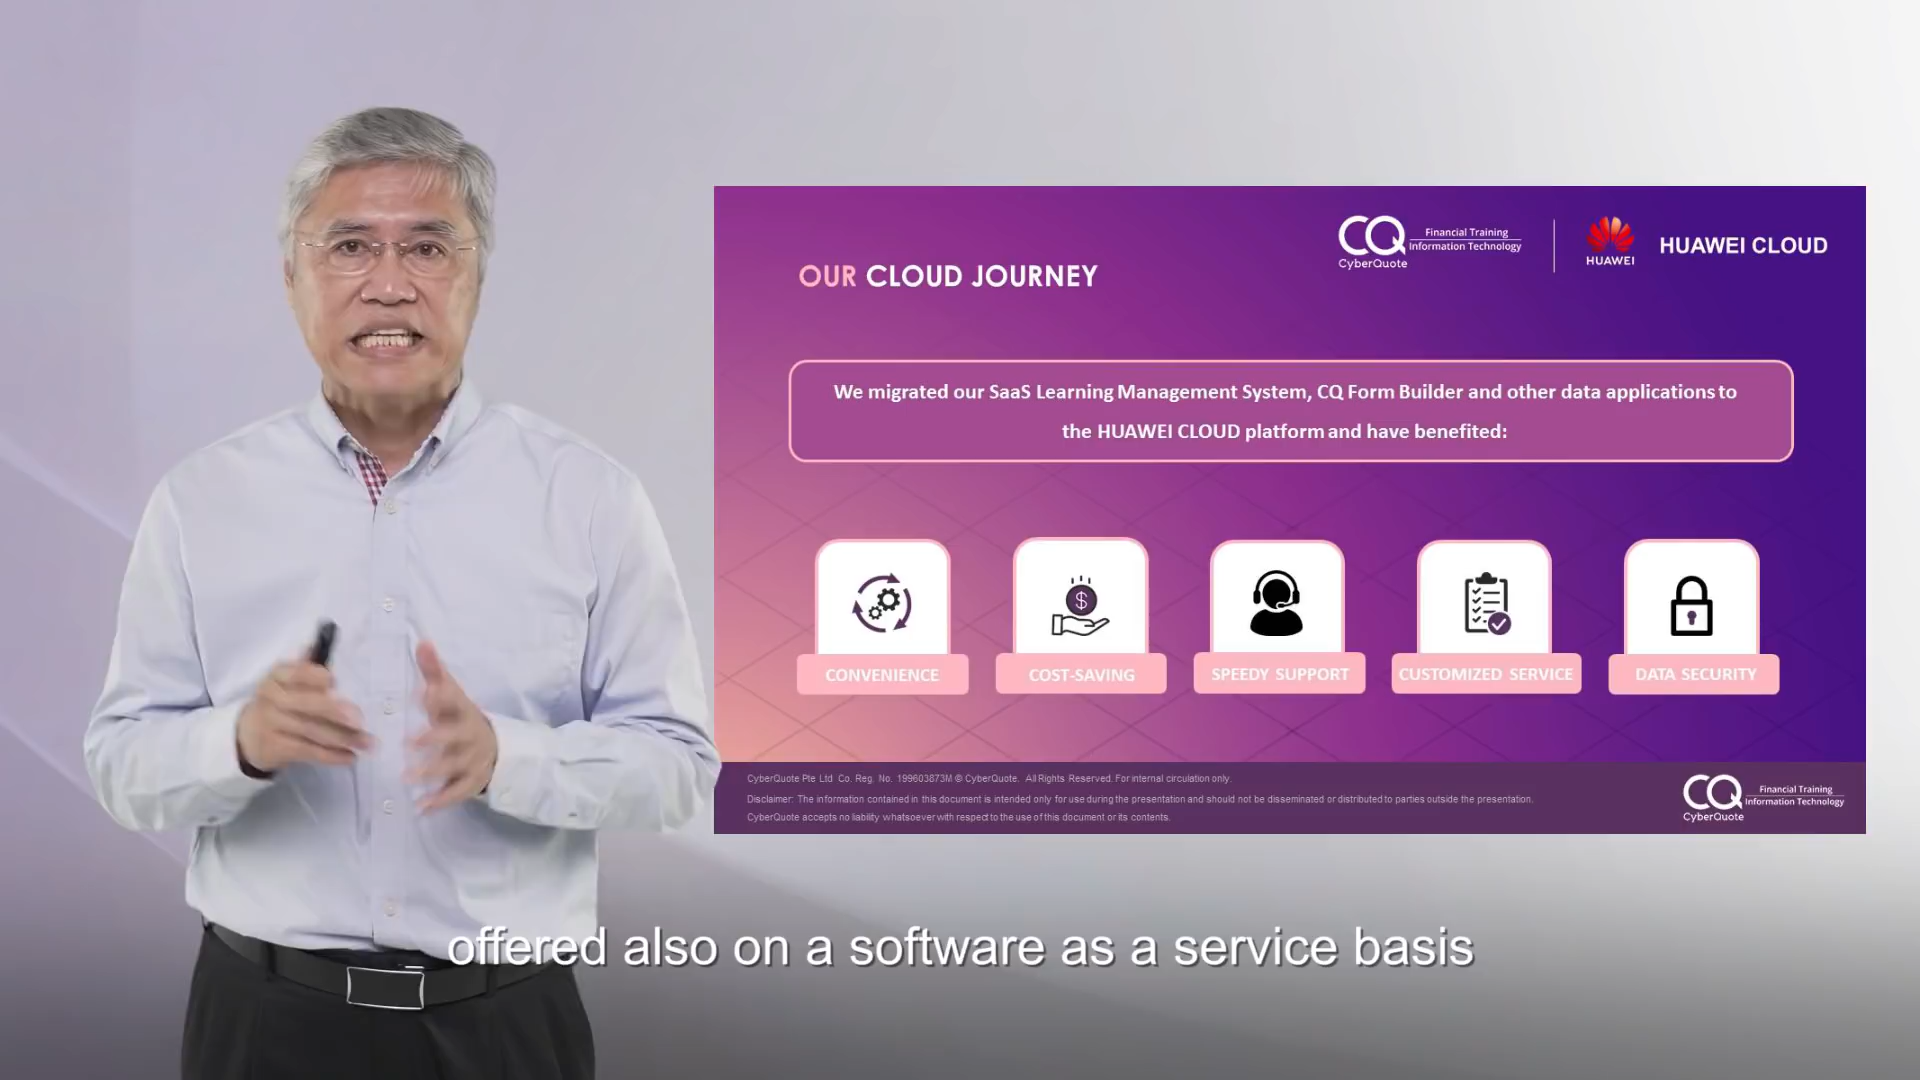 CQ Financial Training
Information Technology
CyberQuote
HUAWEI
HUAWEI CLOUD
OUR CLOUD JOURNEY
We migrated our SaaS Learning Management System, CQ Form Builder and other data applications to
the HUAWEI CLOUD platform and have benefited:
$
CONVENIENCE
COST-SAVING
SPEEDY SUPPORT
CUSTOMIZED SERVICE
DATA SECURITY
CyberQuote Pte Ltd Co. Reg. No. 199603873M © CyberQuote. All Rights Reserved. For internal circulation only.
Disclaimer: The information contained in this document is intended only for use during the presentation and should not be disseminated or distributed to parties outside the presentation.
CyberQuote accepts no liability whatsoever with respect to the use of this document or its contents.
CQ Financial Training
Information Technology
CyberQuote
offered also on a software as a service basis